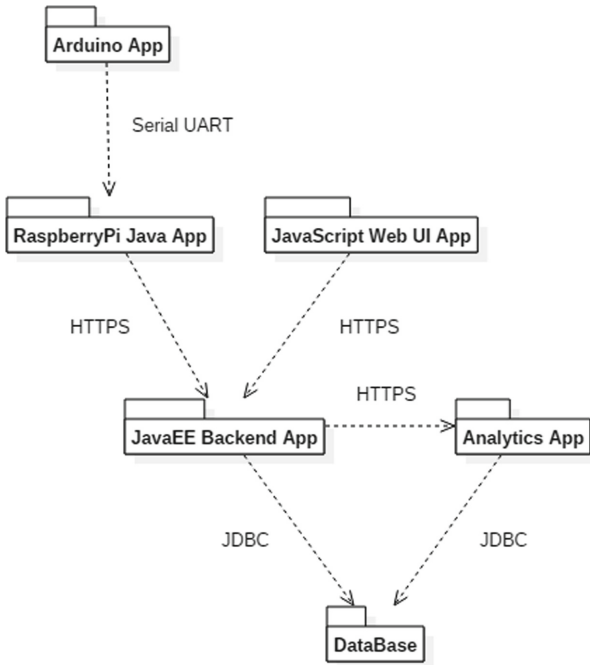 Arduino App
Serial UART
RaspberryPi Java App
JavaScript Web UI App
HTTPS
HTTPS
HTTPS
JavaEE Backend App
Analytics App
JDBC
JDBC
DataBase